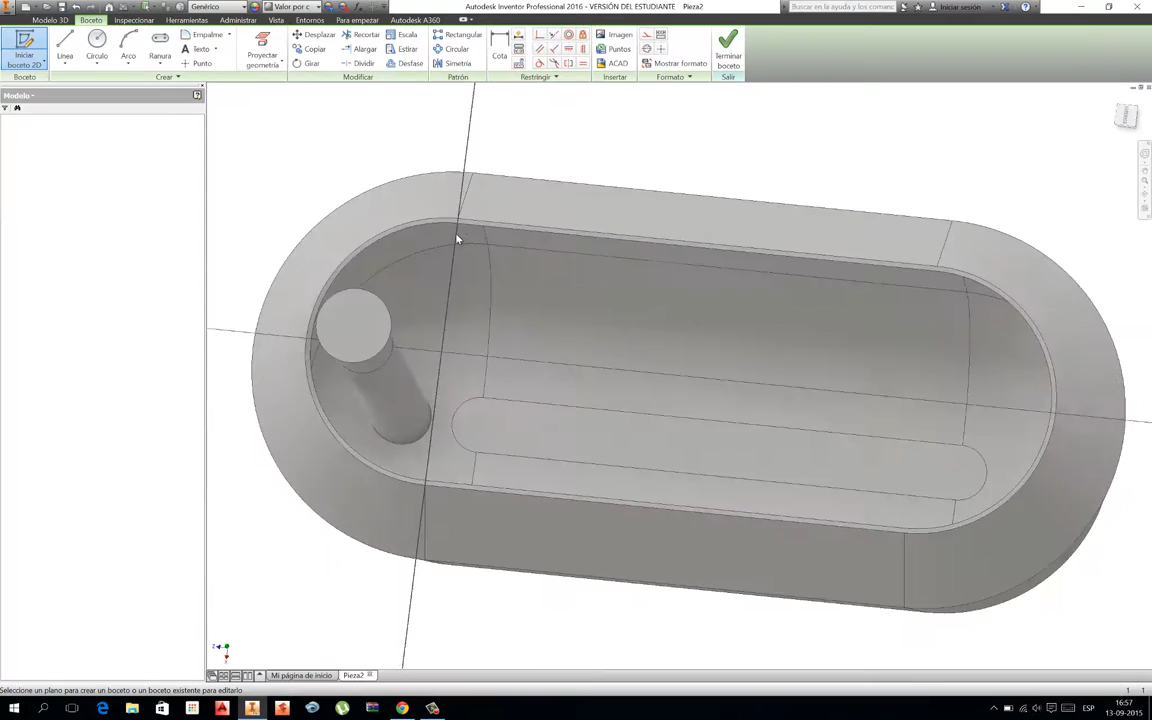 Autodesk Inventor Professional 2016 - VERSIÓN DEL ESTUDIANTE Pieza2
Genérico
Valor por c
Buscar en la ayuda y los comanc
Iniciar sesión
Modelo 3D Boceto Inspeccionar Herramientas Administrar Vista Entornos Para empezar Autodesk A360
Iniciar boceto 2D
Línea
Círculo
Arco
Ranura
Empalme
Texto
Punto
Proyectar geometría
Desplazar
Copiar
Girar
Recortar
Alargar
Dividir
Escala
Estirar
Desfase
Rectangular
Circular
Simetría
Cota
Imagen
Puntos
ACAD
Mostrar formato
Terminar boceto
Boceto Crear Modificar Patrón Restringir Insertar Formato Salir
Modelo
z
x
Mi página de inicio Pieza2
Seleccione un plano para crear un boceto o un boceto existente para editarlo
1 1
ESP
16:57
13-09-2015